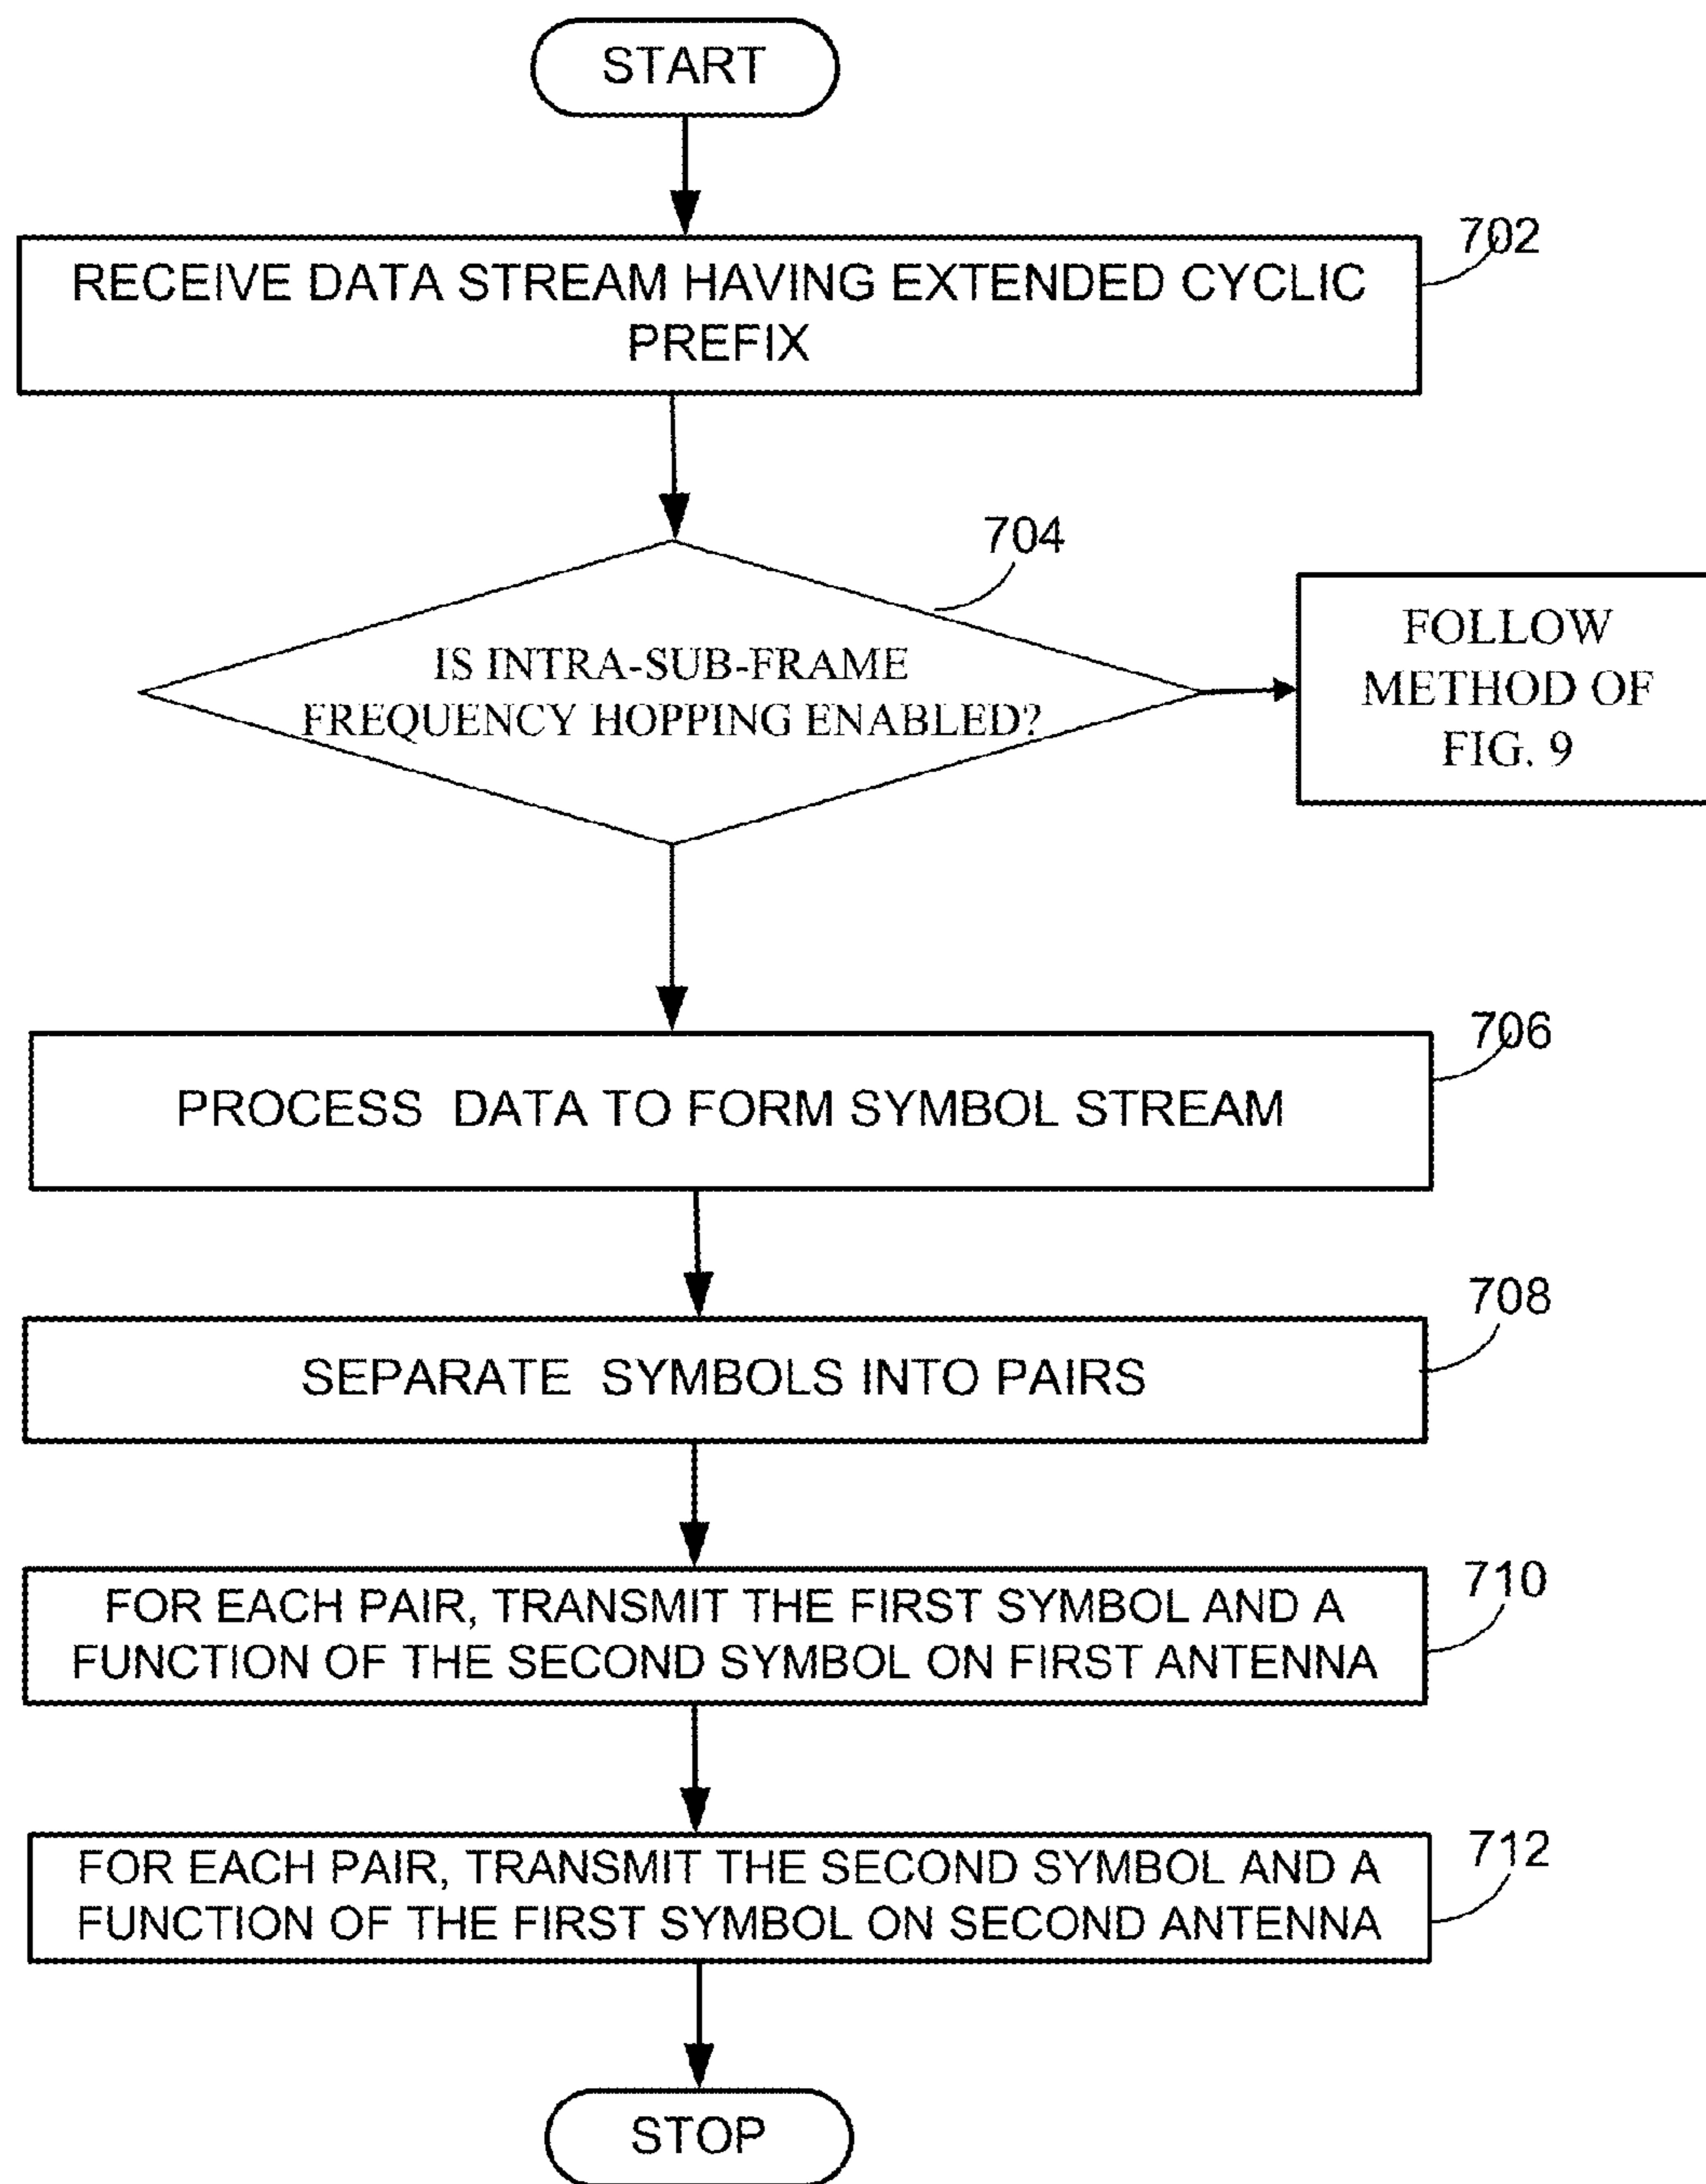 START
702
RECEIVE DATA STREAM HAVING EXTENDED CYCLIC
PREFIX
704
IS INTRA-SUB-FRAME
FREQUENCY HOPPING ENABLED?
FOLLOW
METHOD OF
FIG. 9
706
PROCESS DATA TO FORM SYMBOL STREAM
708
SEPARATE SYMBOLS INTO PAIRS
710
FOR EACH PAIR, TRANSMIT THE FIRST SYMBOL AND A
FUNCTION OF THE SECOND SYMBOL ON FIRST ANTENNA
712
FOR EACH PAIR, TRANSMIT THE SECOND SYMBOL AND A
FUNCTION OF THE FIRST SYMBOL ON SECOND ANTENNA
STOP